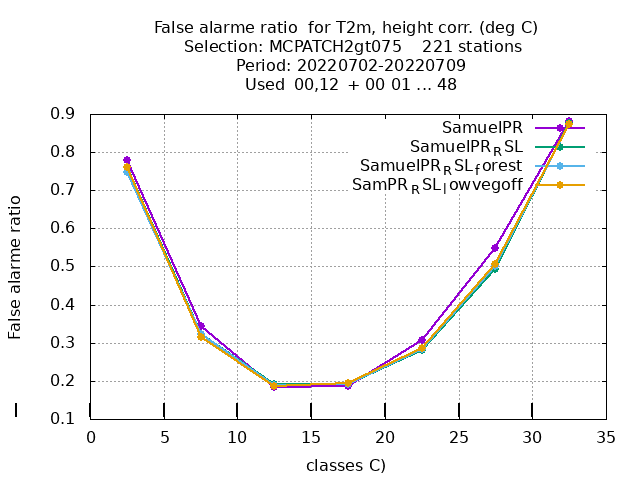 False alarme ratio  for T2m, height corr. (deg C)
Selection: MCPATCH2gt075    221 stations
Period: 20220702-20220709
Used  00,12  + 00 01 ... 48
SamuelPR
SamuelPR_RSL
SamuelPR_RSL_forest
SamPR_RSL_lowvegoff
False alarme ratio
0.9
0.8
0.7
0.6
0.5
0.4
0.3
0.2
0.1
0 5 10 15 20 25 30 35
classes C)